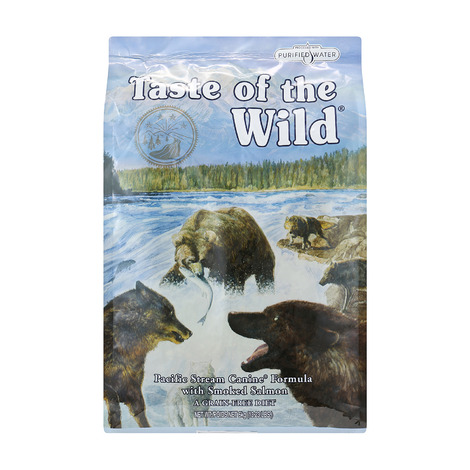 PURIFIED WATER
Taste of the
Wild®
Pacific Stream Canine® Formula
with Smoked Salmon
A GRAIN-FREE DIET